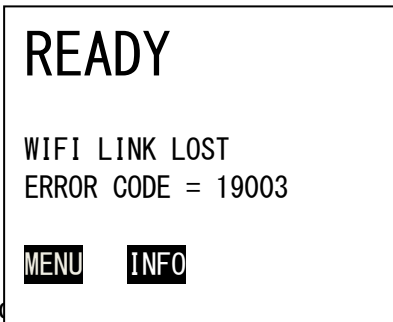 READY
WIFI LINK LOST
ERROR CODE = 19003
MENU INFO